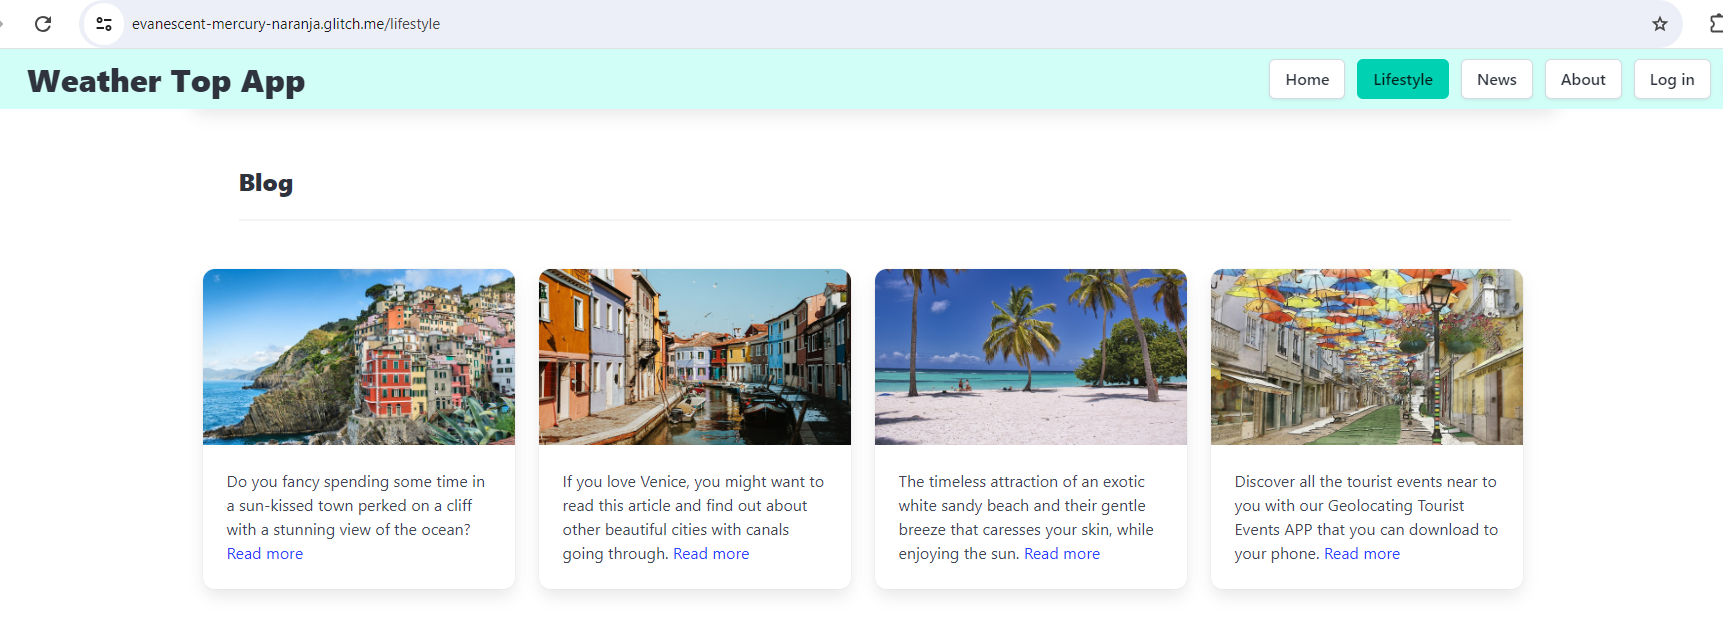 evanescent-mercury-naranja.glitch.me/lifestyle
Weather Top App
Home
Lifestyle
News
About
Log in
Blog
Do you fancy spending some time in
a sun-kissed town perked on a cliff
with a stunning view of the ocean?
Read more
If you love Venice, you might want to
read this article and find out about
other beautiful cities with canals
going through. Read more
The timeless attraction of an exotic
white sandy beach and their gentle
breeze that caresses your skin, while
enjoying the sun. Read more
Discover all the tourist events near to
you with our Geolocating Tourist
Events APP that you can download to
your phone. Read more